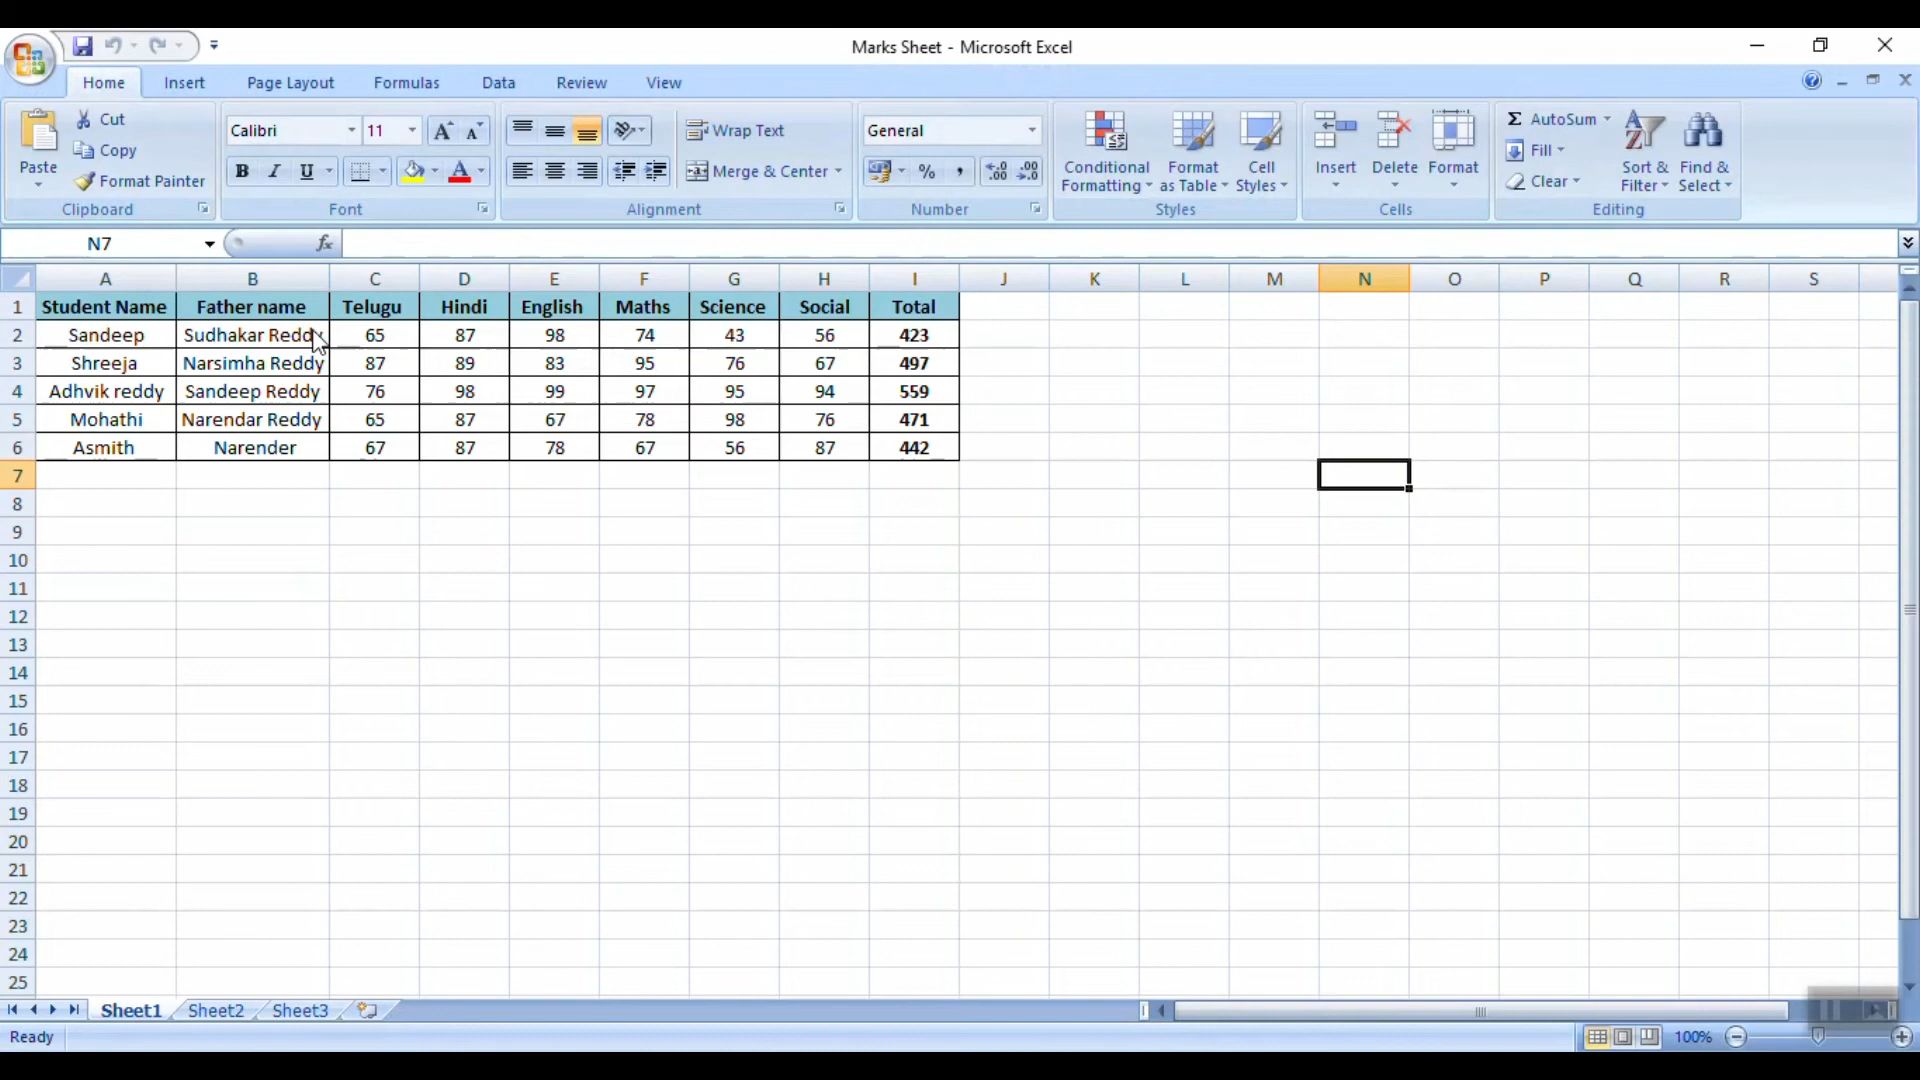 Marks Sheet - Microsoft Excel
Home Insert Page Layout Formulas Data Review View
Paste
Cut
Copy
Format Painter
Clipboard
Calibri 11
B I U A
Font
Wrap Text
Merge & Center
Alignment
General
% ,
Number
Conditional Formatting
Format as Table
Cell Styles
Styles
Insert
Delete
Format
Cells
Σ AutoSum
Fill
Clear
Sort & Filter
Find & Select
Editing
N7 fx
A B C D E F G H I J K L M N O P Q R S
1 Student Name Father name Telugu Hindi English Maths Science Social Total
2 Sandeep Sudhakar Reddy 65 87 98 74 43 56 423
3 Shreeja Narsimha Reddy 87 89 83 95 76 67 497
4 Adhvik reddy Sandeep Reddy 76 98 99 97 95 94 559
5 Mohathi Narendar Reddy 65 87 67 78 98 76 471
6 Asmith Narender 67 87 78 67 56 87 442
7
8
9
10
11
12
13
14
15
16
17
18
19
20
21
22
23
24
25
Sheet1 Sheet2 Sheet3
Ready 100%